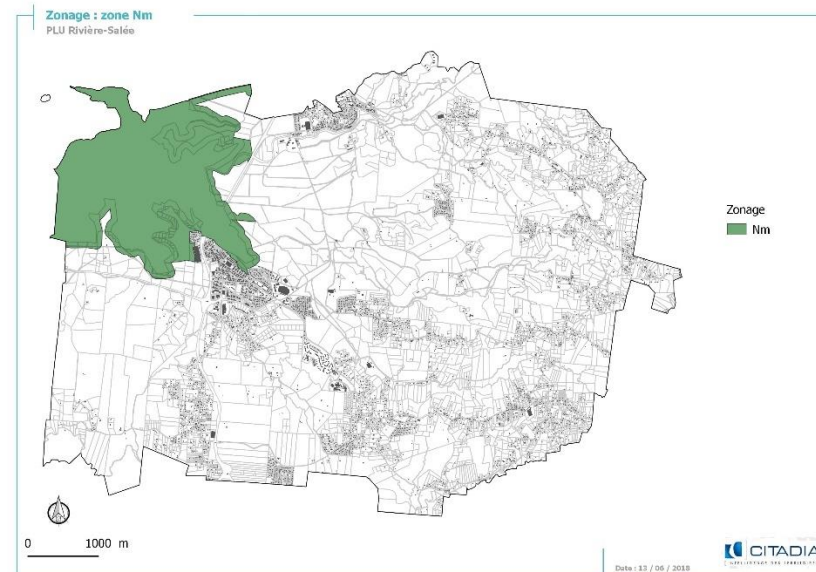 Zonage : zone Nm
PLU Rivière-Salée
Zonage
Nm
0 1000 m
Date : 13 / 06 / 2018
CITADIA